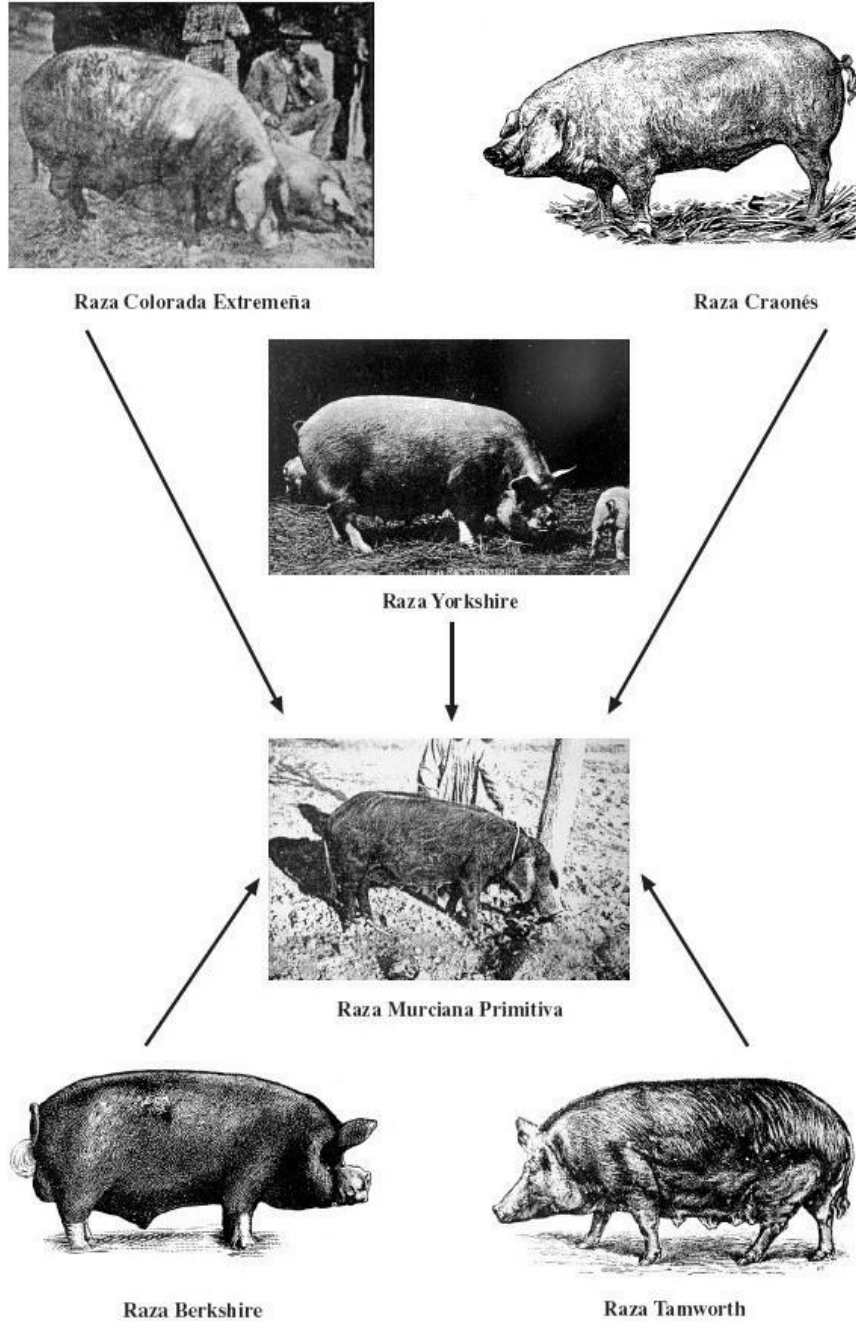 Raza Colorada Extremeña
Raza Craonés
Raza Yorkshire
Raza Murciana Primitiva
Raza Berkshire
Raza Tamworth